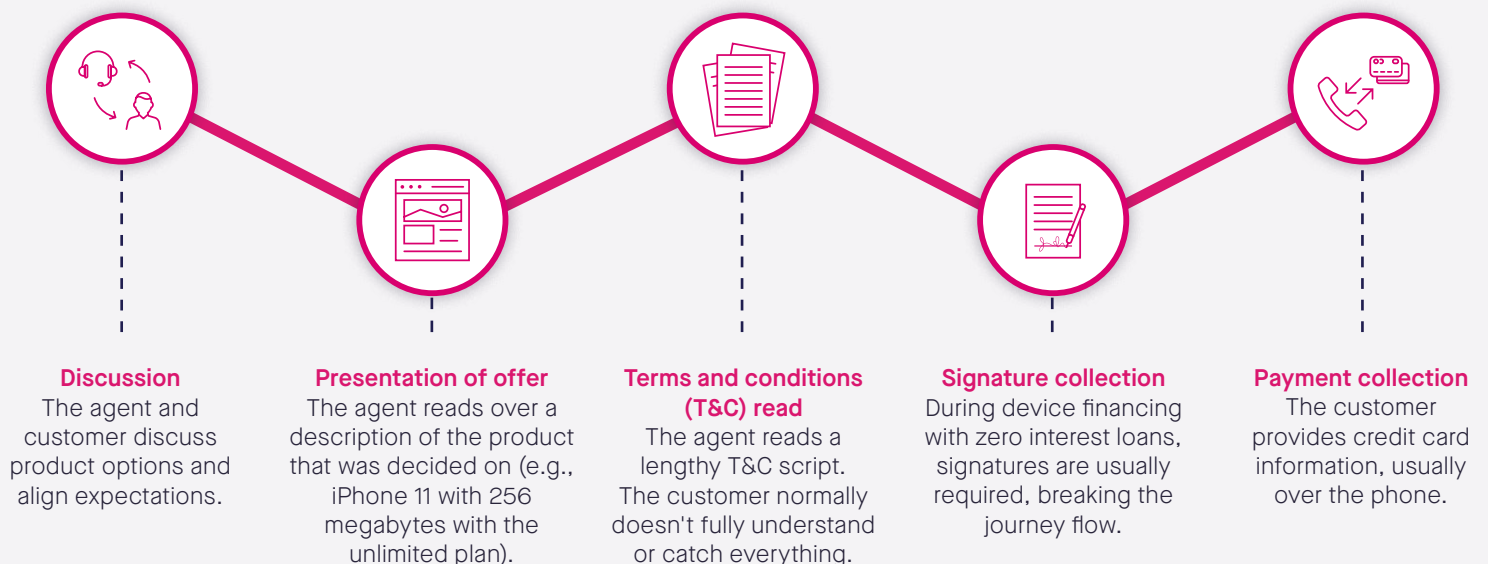 Discussion
The agent and
customer discuss
product options and
align expectations.
Presentation of offer
The agent reads over a
description of the product
that was decided on (e.g.,
iPhone 11 with 256
megabytes with the
unlimited plan).
Terms and conditions
(T&C) read
The agent reads a
lengthy T&C script.
The customer normally
doesn't fully understand
or catch everything.
Signature collection
During device financing
with zero interest loans,
signatures are usually
required, breaking the
journey flow.
Payment collection
The customer
provides credit card
information, usually
over the phone.